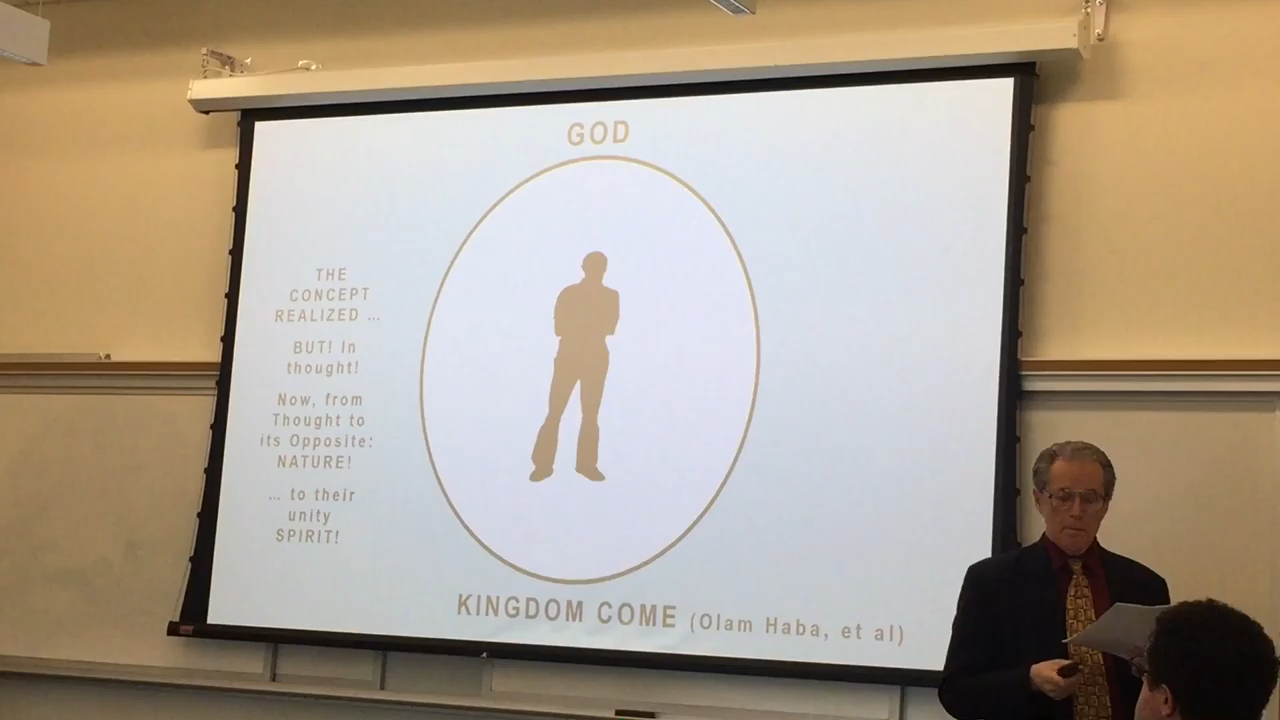 GOD
THE
CONCEPT
REALIZED ...
BUT! In
thought!
Now, from
Thought to
its Opposite:
NATURE!
... to their
unity
SPIRIT!
KINGDOM COME (Olam Haba, et al)